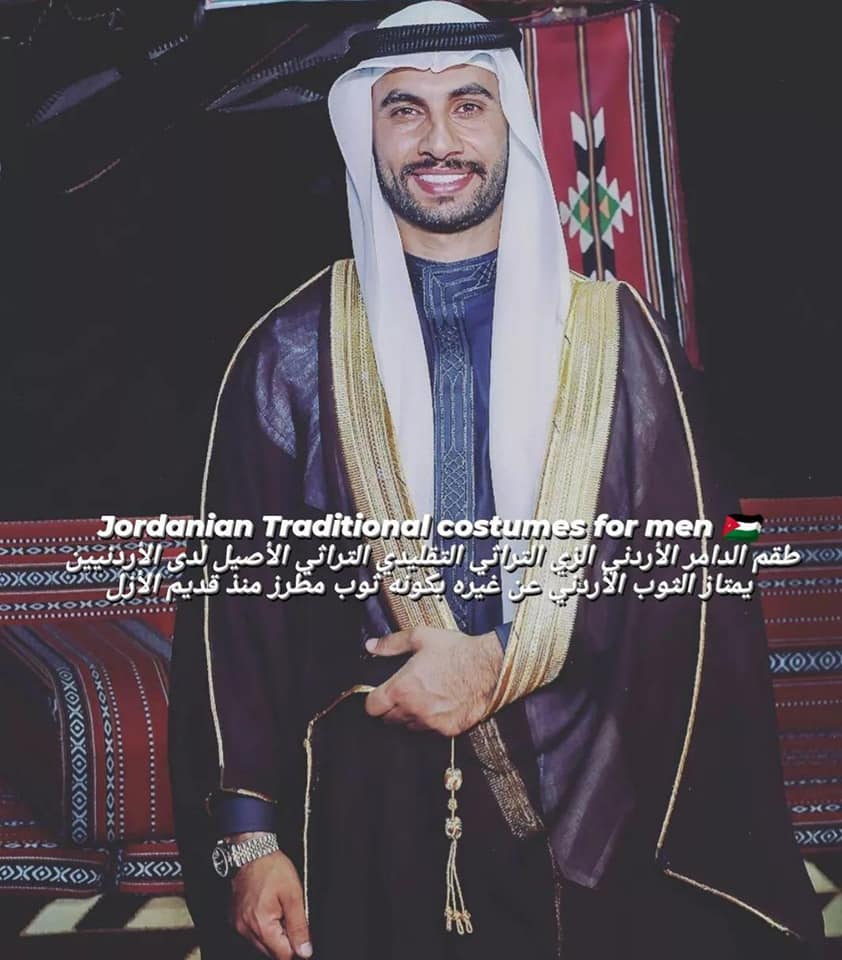 Jordanian Traditional costumes for men 🇯🇴
طقم الدامر الأردني الزي التراثي التقليدي التراثي الأصيل لدى الأردنيين
يمتاز الثوب الأردني عن غيره بكونه ثوب مطرز منذ قديم الأزل